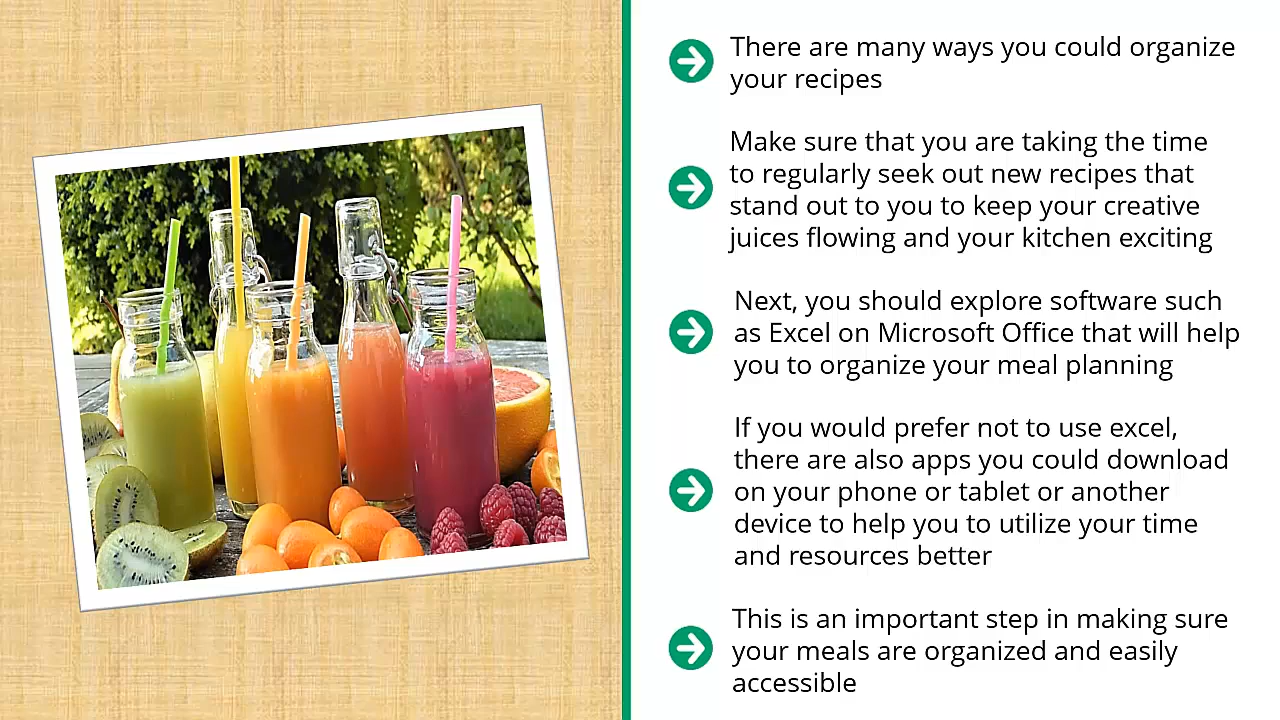 There are many ways you could organize
your recipes
Make sure that you are taking the time
to regularly seek out new recipes that
stand out to you to keep your creative
juices flowing and your kitchen exciting
Next, you should explore software such
as Excel on Microsoft Office that will help
you to organize your meal planning
If you would prefer not to use excel,
there are also apps you could download
on your phone or tablet or another
device to help you to utilize your time
and resources better
This is an important step in making sure
your meals are organized and easily
accessible